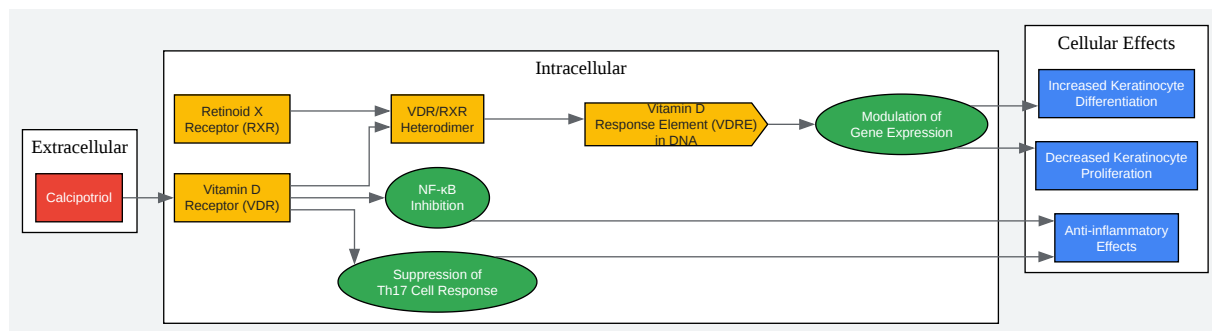 Extracellular
Calcipotriol
Intracellular
Retinoid X
Receptor (RXR)
Vitamin D
Receptor (VDR)
VDR/RXR
Heterodimer
NF-κB
Inhibition
Suppression of
Th17 Cell Response
Vitamin D
Response Element (VDRE)
in DNA
Modulation of
Gene Expression
Cellular Effects
Increased Keratinocyte
Differentiation
Decreased Keratinocyte
Proliferation
Anti-inflammatory
Effects